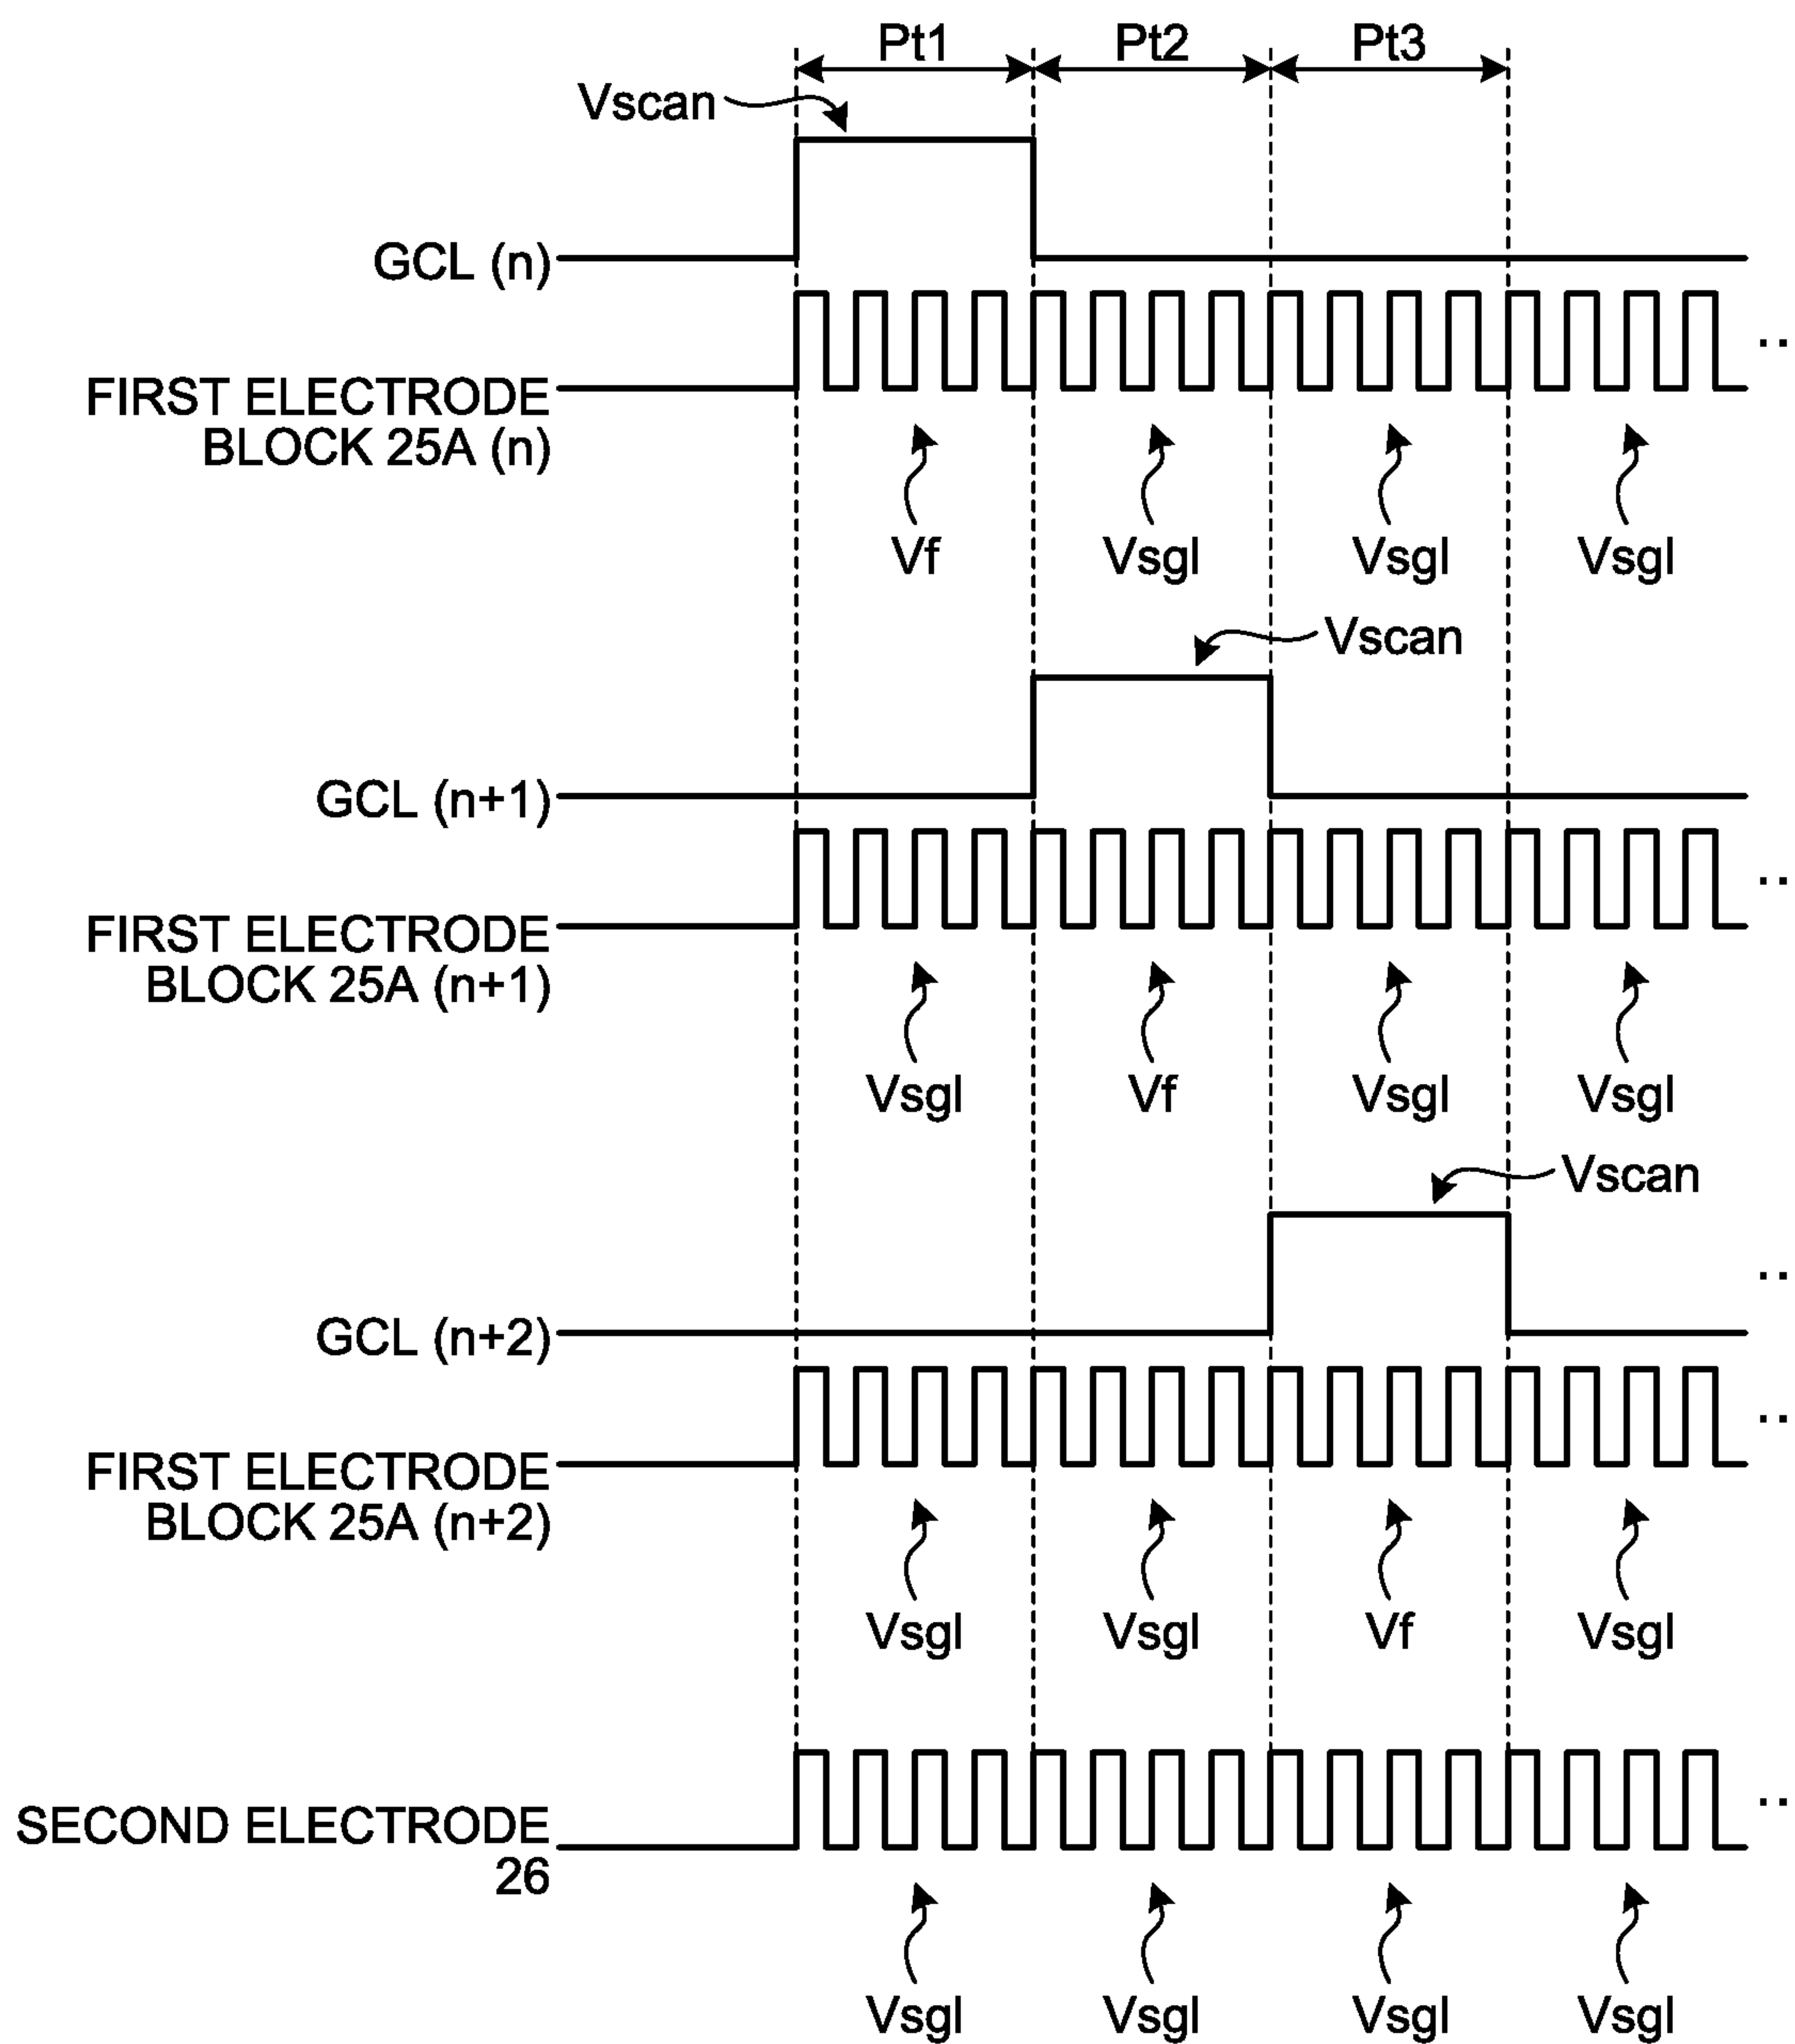 Pt1 Pt2 Pt3
Vscan
GCL (n)
FIRST ELECTRODE
BLOCK 25A (n)
Vf Vsgl Vsgl Vsgl
Vscan
GCL (n+1)
FIRST ELECTRODE
BLOCK 25A (n+1)
Vsgl Vf Vsgl Vsgl
Vscan
GCL (n+2)
FIRST ELECTRODE
BLOCK 25A (n+2)
Vsgl Vsgl Vf Vsgl
SECOND ELECTRODE
26
Vsgl Vsgl Vsgl Vsgl